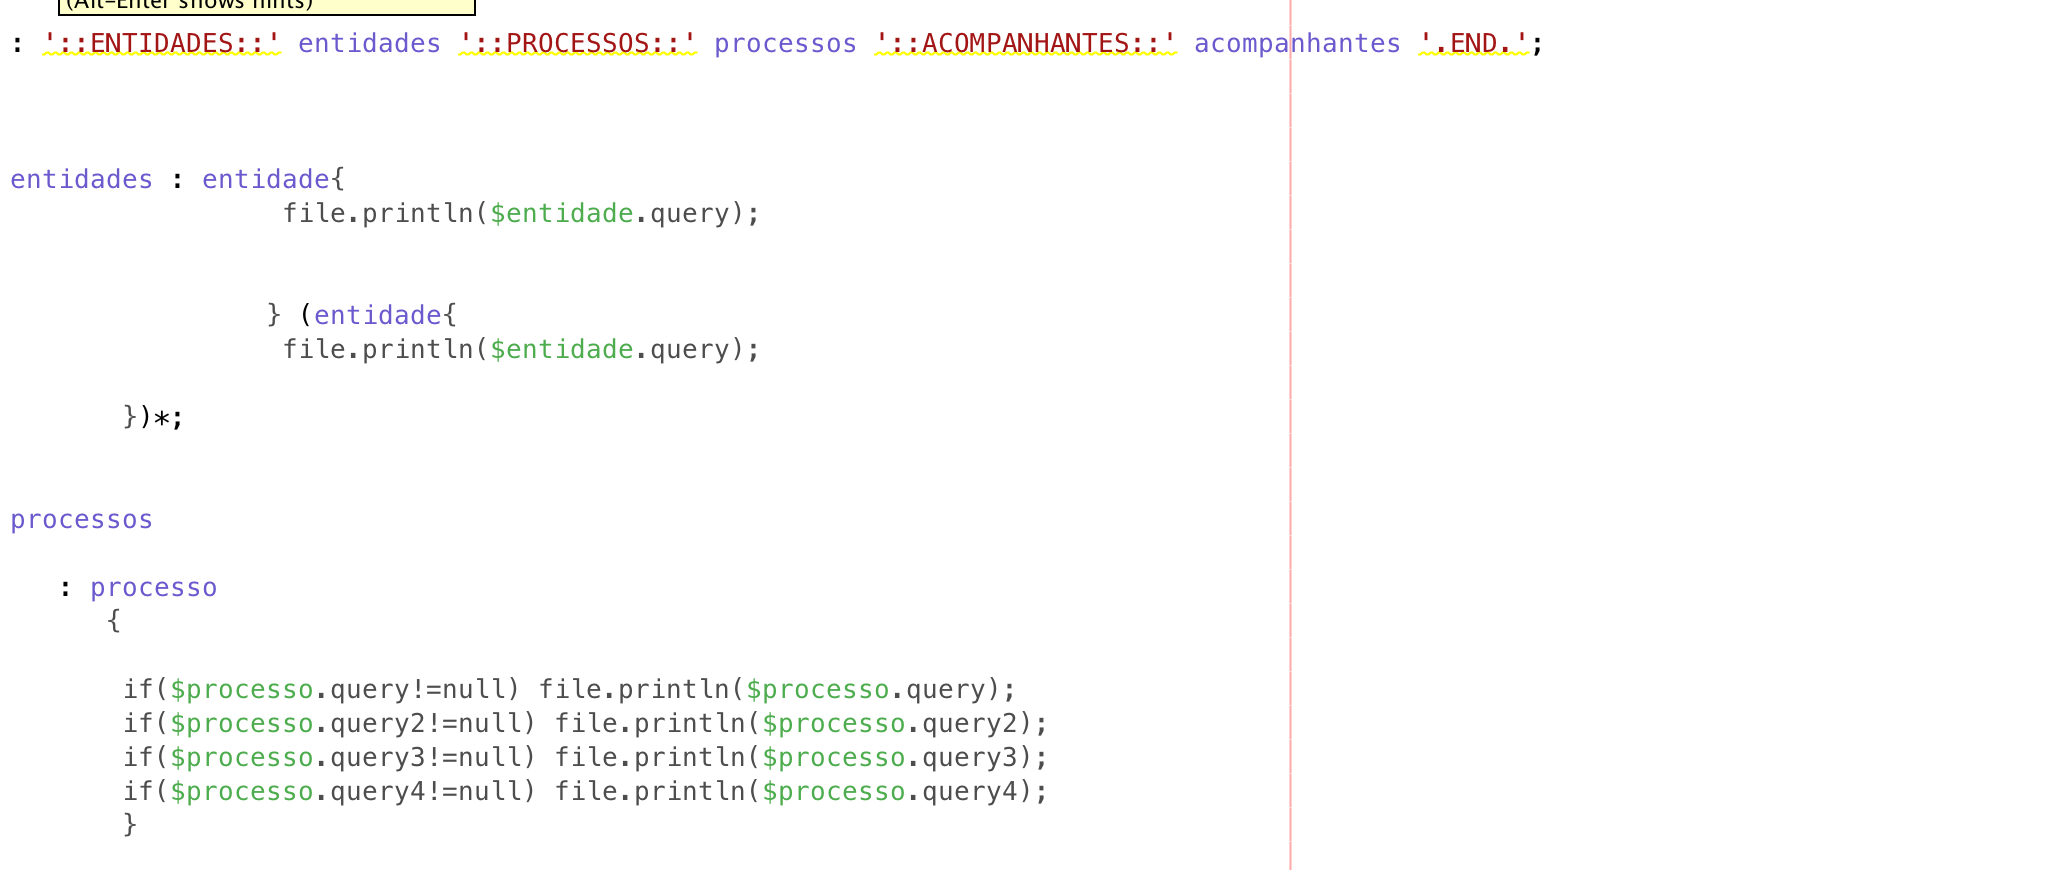 (Alt-Enter shows hints)
: '::ENTIDADES::' entidades '::PROCESSOS::' processos '::ACOMPANHANTES::' acompanhantes '.END.';
entidades : entidade{
file.println($entidade.query);
} (entidade{
file.println($entidade.query);
})*;
processos
: processo
{
if($processo.query!=null) file.println($processo.query);
if($processo.query2!=null) file.println($processo.query2);
if($processo.query3!=null) file.println($processo.query3);
if($processo.query4!=null) file.println($processo.query4);
}